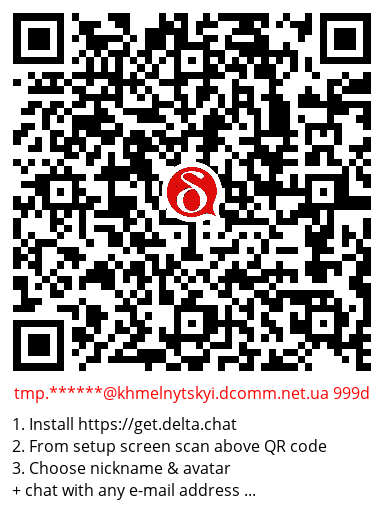 δ
tmp.******@khmelnytskyi.dcomm.net.ua 999d
1. Install https://get.delta.chat
2. From setup screen scan above QR code
3. Choose nickname & avatar
+ chat with any e-mail address ...